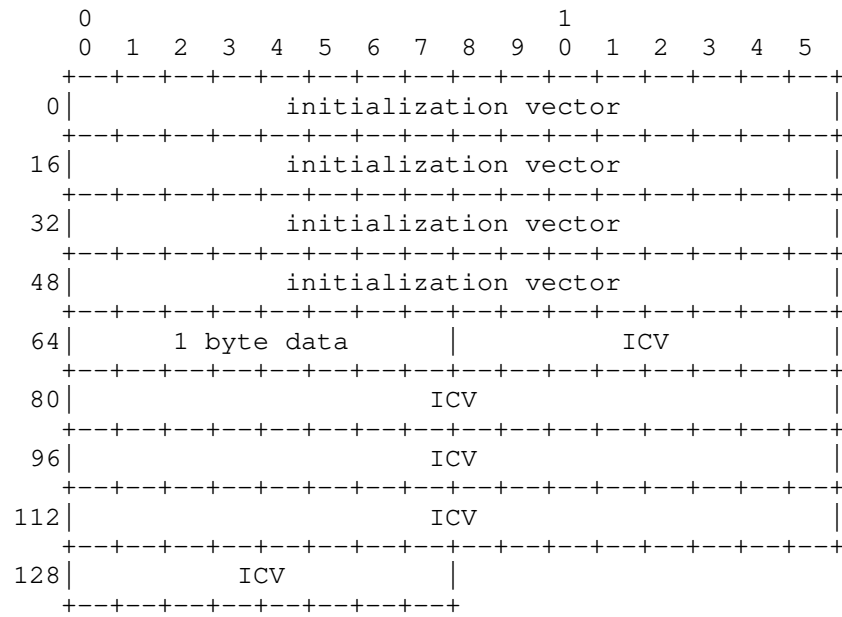 0 1
0 1 2 3 4 5 6 7 8 9 0 1 2 3 4 5
+--+--+--+--+--+--+--+--+--+--+--+--+--+--+--+--+
0| initialization vector |
+--+--+--+--+--+--+--+--+--+--+--+--+--+--+--+--+
16| initialization vector |
+--+--+--+--+--+--+--+--+--+--+--+--+--+--+--+--+
32| initialization vector |
+--+--+--+--+--+--+--+--+--+--+--+--+--+--+--+--+
48| initialization vector |
+--+--+--+--+--+--+--+--+--+--+--+--+--+--+--+--+
64| 1 byte data | ICV |
+--+--+--+--+--+--+--+--+--+--+--+--+--+--+--+--+
80| ICV |
+--+--+--+--+--+--+--+--+--+--+--+--+--+--+--+--+
96| ICV |
+--+--+--+--+--+--+--+--+--+--+--+--+--+--+--+--+
112| ICV |
+--+--+--+--+--+--+--+--+--+--+--+--+--+--+--+--+
128| ICV |
+--+--+--+--+--+--+--+--+